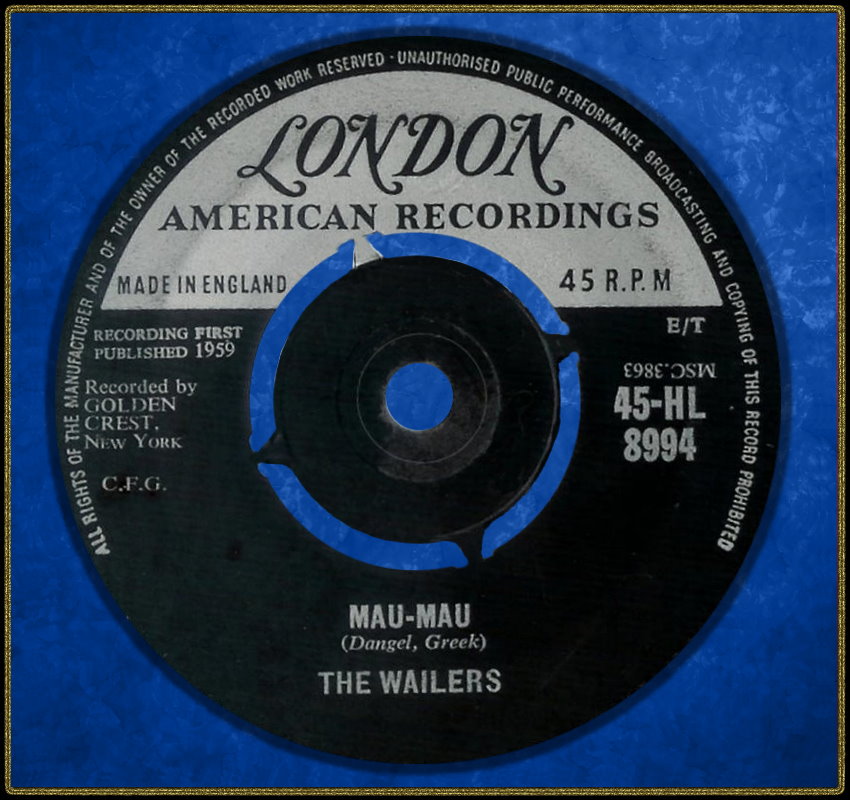 ALL RIGHTS OF THE MANUFACTURER AND OF THE OWNER OF THE RECORDED WORK RESERVED · UNAUTHORISED PUBLIC PERFORMANCE BROADCASTING AND COPYING OF THIS RECORD PROHIBITED
LONDON
AMERICAN RECORDINGS
MADE IN ENGLAND
45 R.P.M
RECORDING FIRST
PUBLISHED 1959
E/T
Recorded by
GOLDEN
CREST,
NEW YORK
MSC.3863
45-HL
8994
C.F.G.
MAU-MAU
(Dangel, Greek)
THE WAILERS